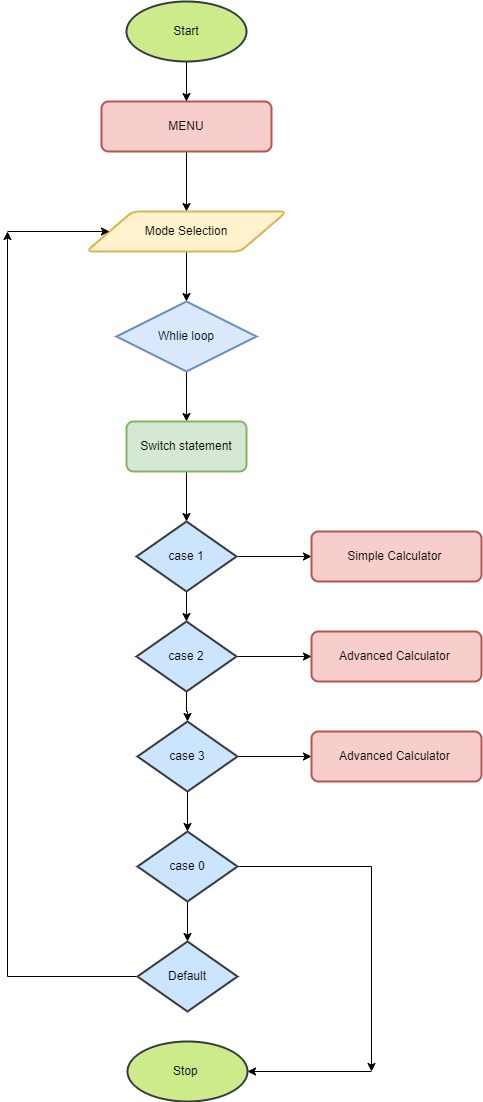 Start
MENU
Mode Selection
Whlie loop
Switch statement
case 1
Simple Calculator
case 2
Advanced Calculator
case 3
Advanced Calculator
case 0
Default
Stop